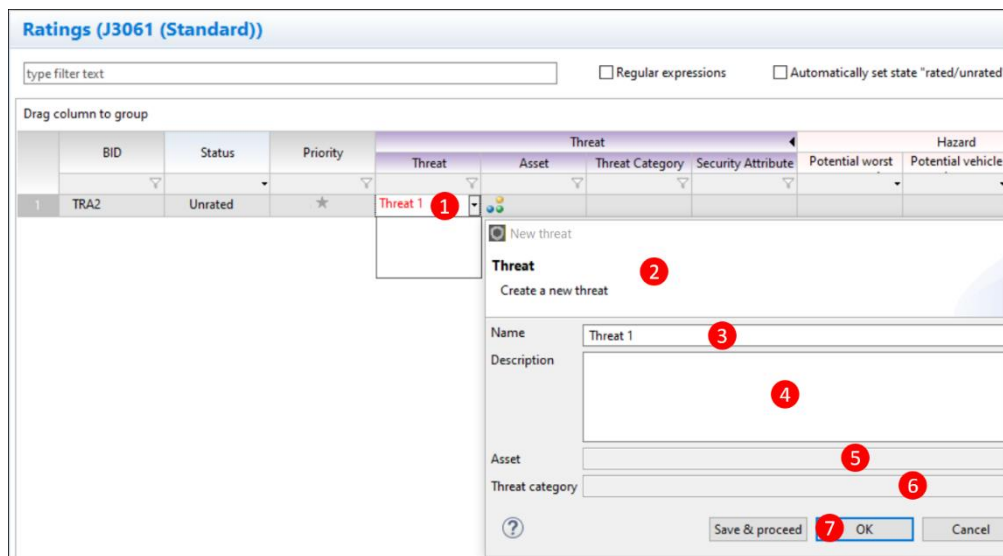 Ratings (J3061 (Standard))
type filter text
Regular expressions
Automatically set state "rated/unrated
Drag column to group
Threat
Hazard
BID Status Priority Threat Asset Threat Category Security Attribute Potential worst Potential vehicle
1 TRA2 Unrated Threat 1 1
New threat
Threat 2
Create a new threat
Name Threat 1 3
Description 4
Asset 5
Threat category 6
? Save & proceed 7 OK Cancel